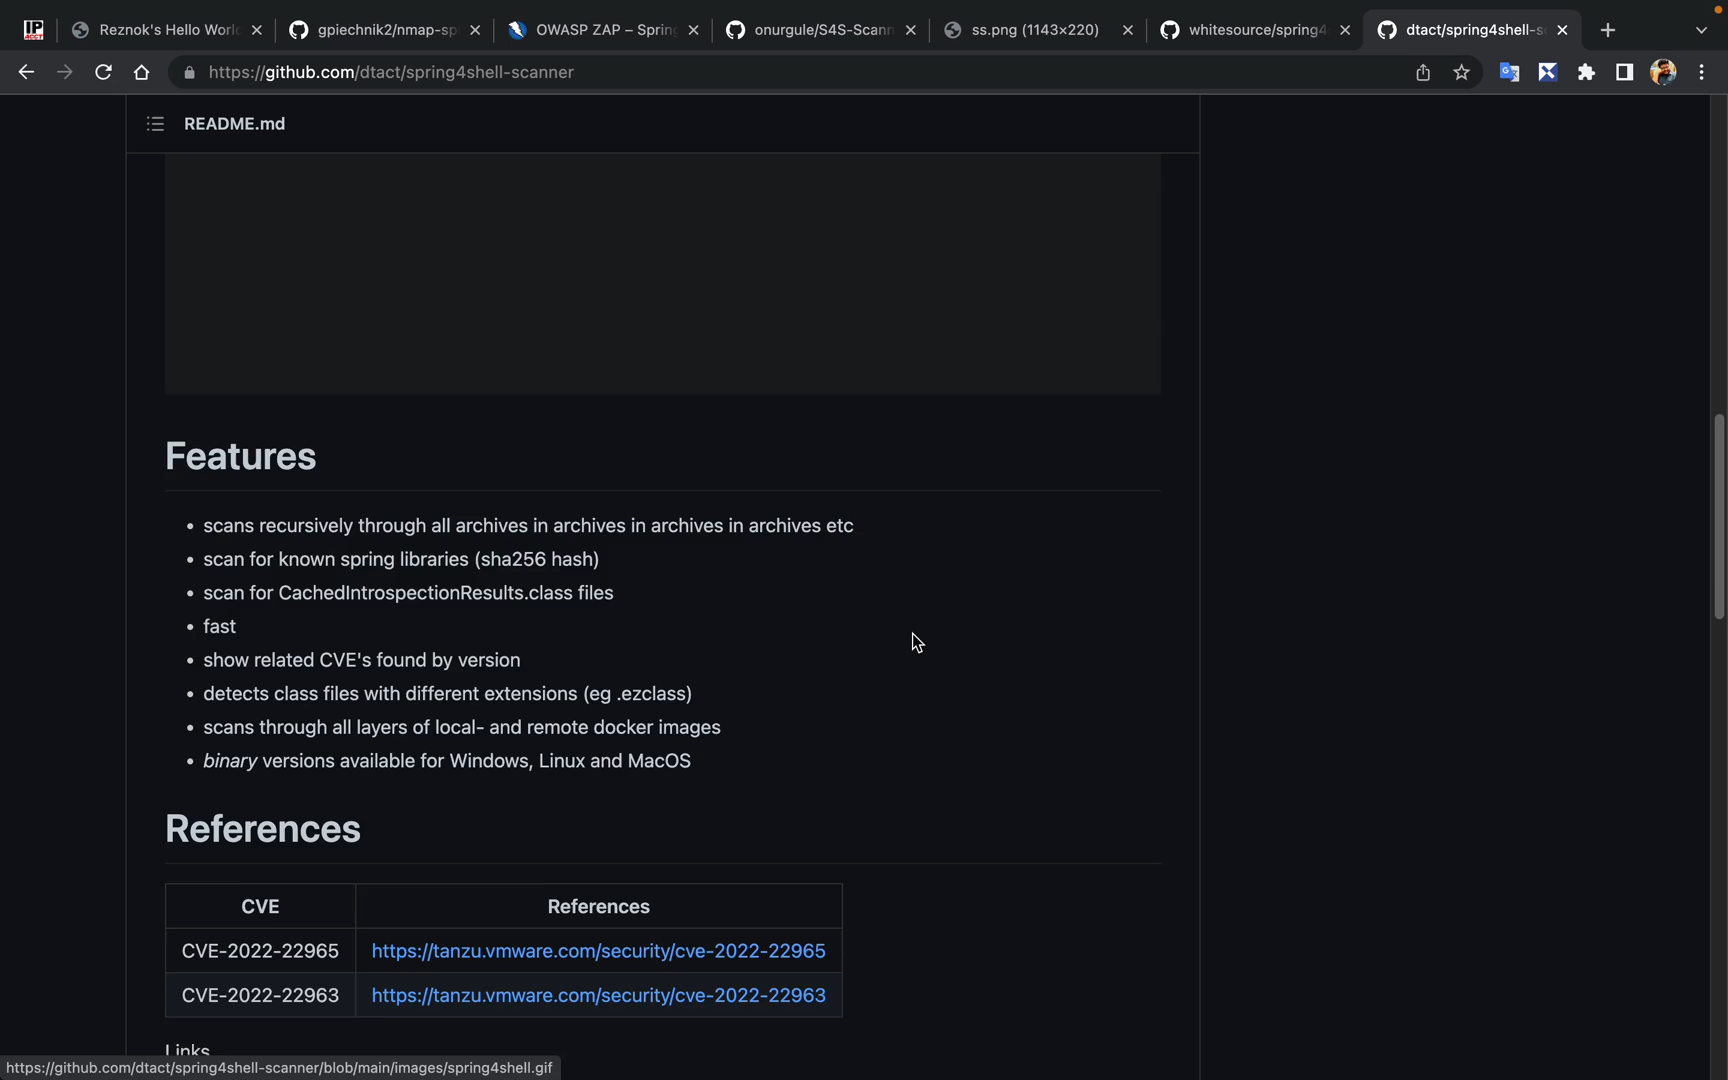 Reznok's Hello Worl
gpiechnik2/nmap-sp
OWASP ZAP – Spring
onurgule/S4S-Scann
ss.png (1143×220)
whitesource/spring4
dtact/spring4shell-s
https://github.com/dtact/spring4shell-scanner
README.md
Features
• scans recursively through all archives in archives in archives in archives etc
• scan for known spring libraries (sha256 hash)
• scan for CachedIntrospectionResults.class files
• fast
• show related CVE's found by version
• detects class files with different extensions (eg .ezclass)
• scans through all layers of local- and remote docker images
• binary versions available for Windows, Linux and MacOS
References
CVE References
CVE-2022-22965 https://tanzu.vmware.com/security/cve-2022-22965
CVE-2022-22963 https://tanzu.vmware.com/security/cve-2022-22963
Links
https://github.com/dtact/spring4shell-scanner/blob/main/images/spring4shell.gif